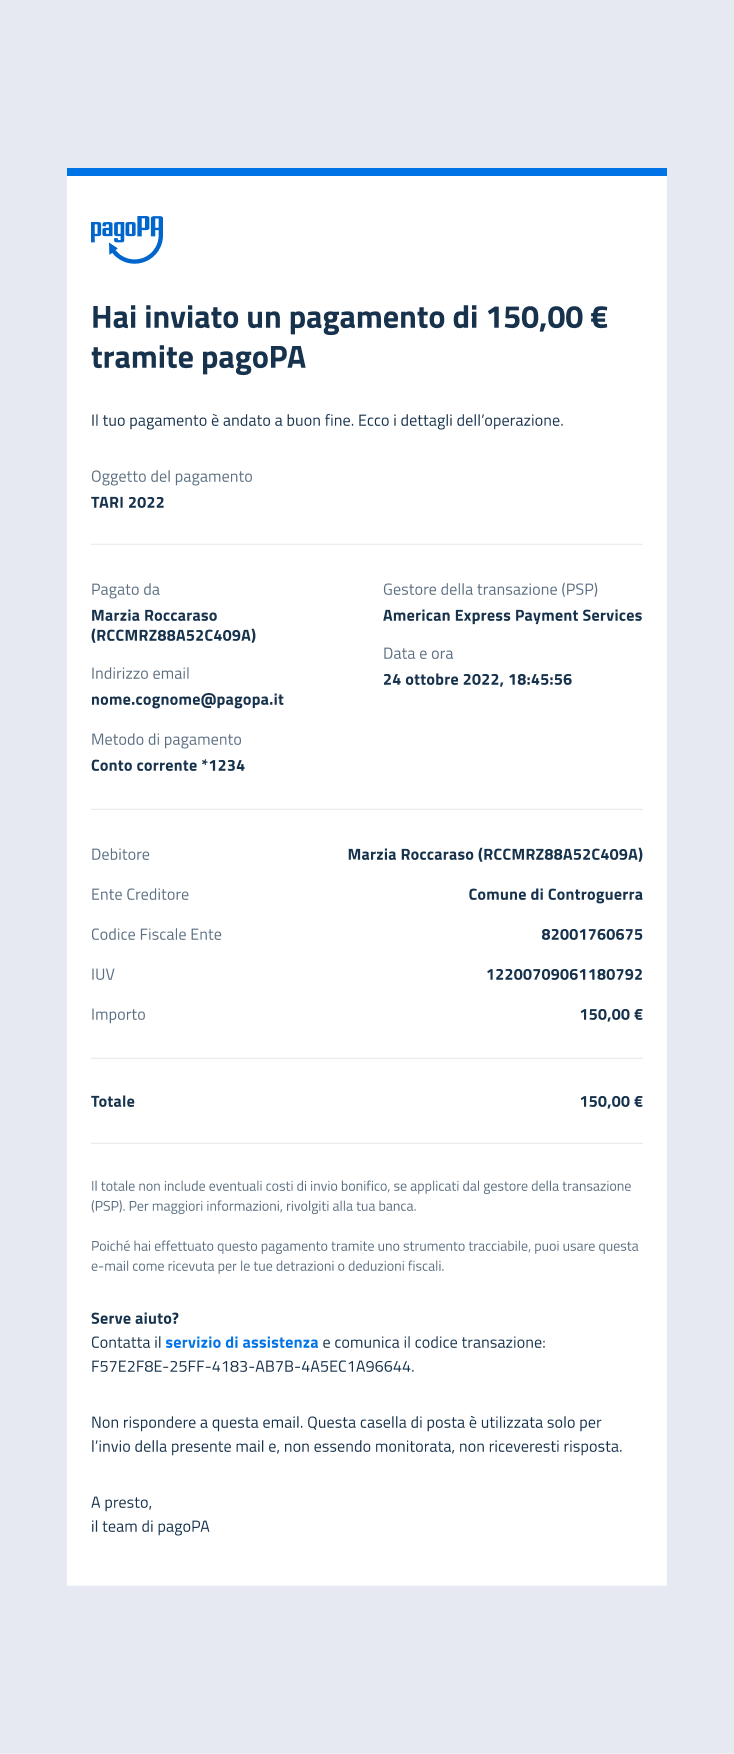 pagoPA
Hai inviato un pagamento di 150,00 €
tramite pagoPA
Il tuo pagamento è andato a buon fine. Ecco i dettagli dell’operazione.
Oggetto del pagamento
TARI 2022
Pagato da
Marzia Roccaraso
(RCCMRZ88A52C409A)
Indirizzo email
nome.cognome@pagopa.it
Metodo di pagamento
Conto corrente *1234
Gestore della transazione (PSP)
American Express Payment Services
Data e ora
24 ottobre 2022, 18:45:56
Debitore Marzia Roccaraso (RCCMRZ88A52C409A)
Ente Creditore Comune di Controguerra
Codice Fiscale Ente 82001760675
IUV 12200709061180792
Importo 150,00 €
Totale 150,00 €
Il totale non include eventuali costi di invio bonifico, se applicati dal gestore della transazione
(PSP). Per maggiori informazioni, rivolgiti alla tua banca.
Poiché hai effettuato questo pagamento tramite uno strumento tracciabile, puoi usare questa
e-mail come ricevuta per le tue detrazioni o deduzioni fiscali.
Serve aiuto?
Contatta il servizio di assistenza e comunica il codice transazione:
F57E2F8E-25FF-4183-AB7B-4A5EC1A96644.
Non rispondere a questa email. Questa casella di posta è utilizzata solo per
l’invio della presente mail e, non essendo monitorata, non riceveresti risposta.
A presto,
il team di pagoPA